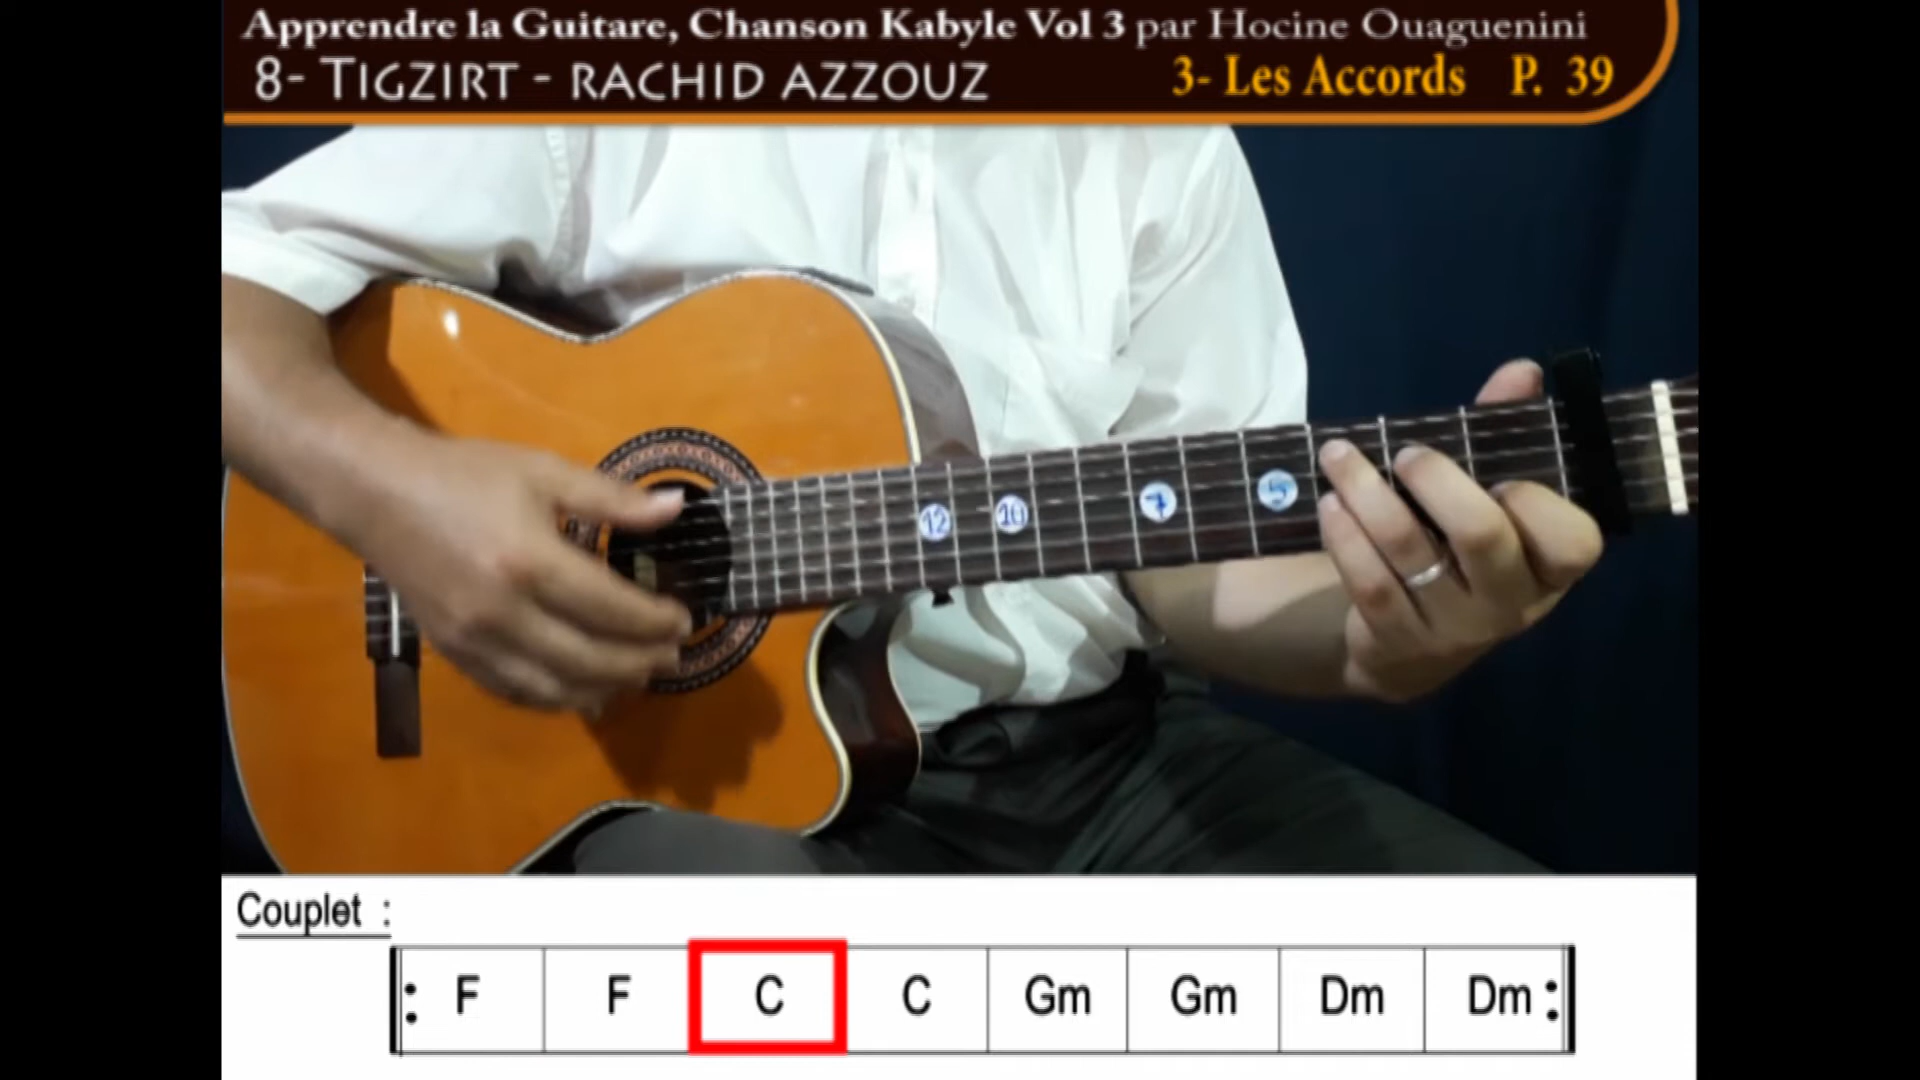 Apprendre la Guitare, Chanson Kabyle Vol 3 par Hocine Ouaguenini
8- TIGZIRT - RACHID AZZOUZ 3- Les Accords P. 39
12 10 7 5
Couplet :
F F C C Gm Gm Dm Dm